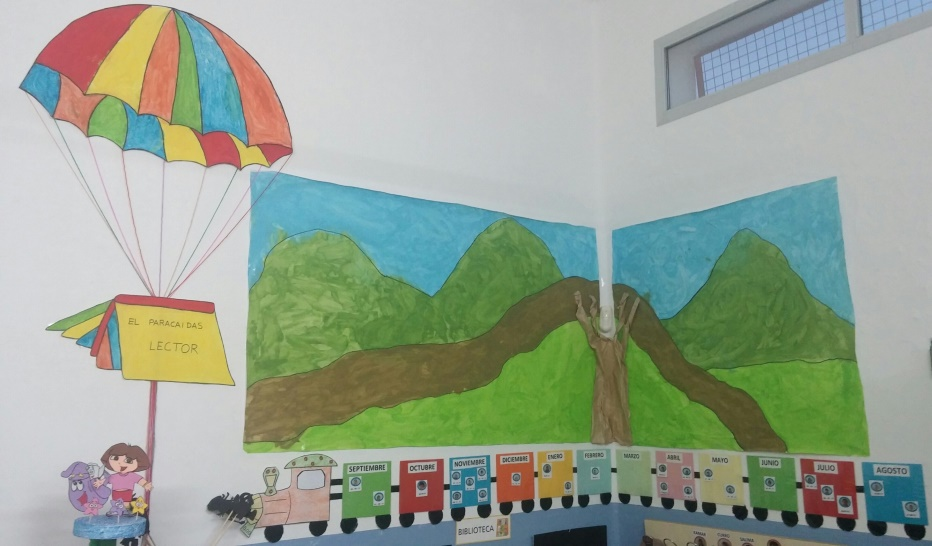 EL PARACAIDAS
LECTOR
SEPTIEMBRE
OCTUBRE
NOVIEMBRE
DICIEMBRE
ENERO
FEBRERO
MARZO
ABRIL
MAYO
JUNIO
JULIO
AGOSTO
BIBLIOTECA